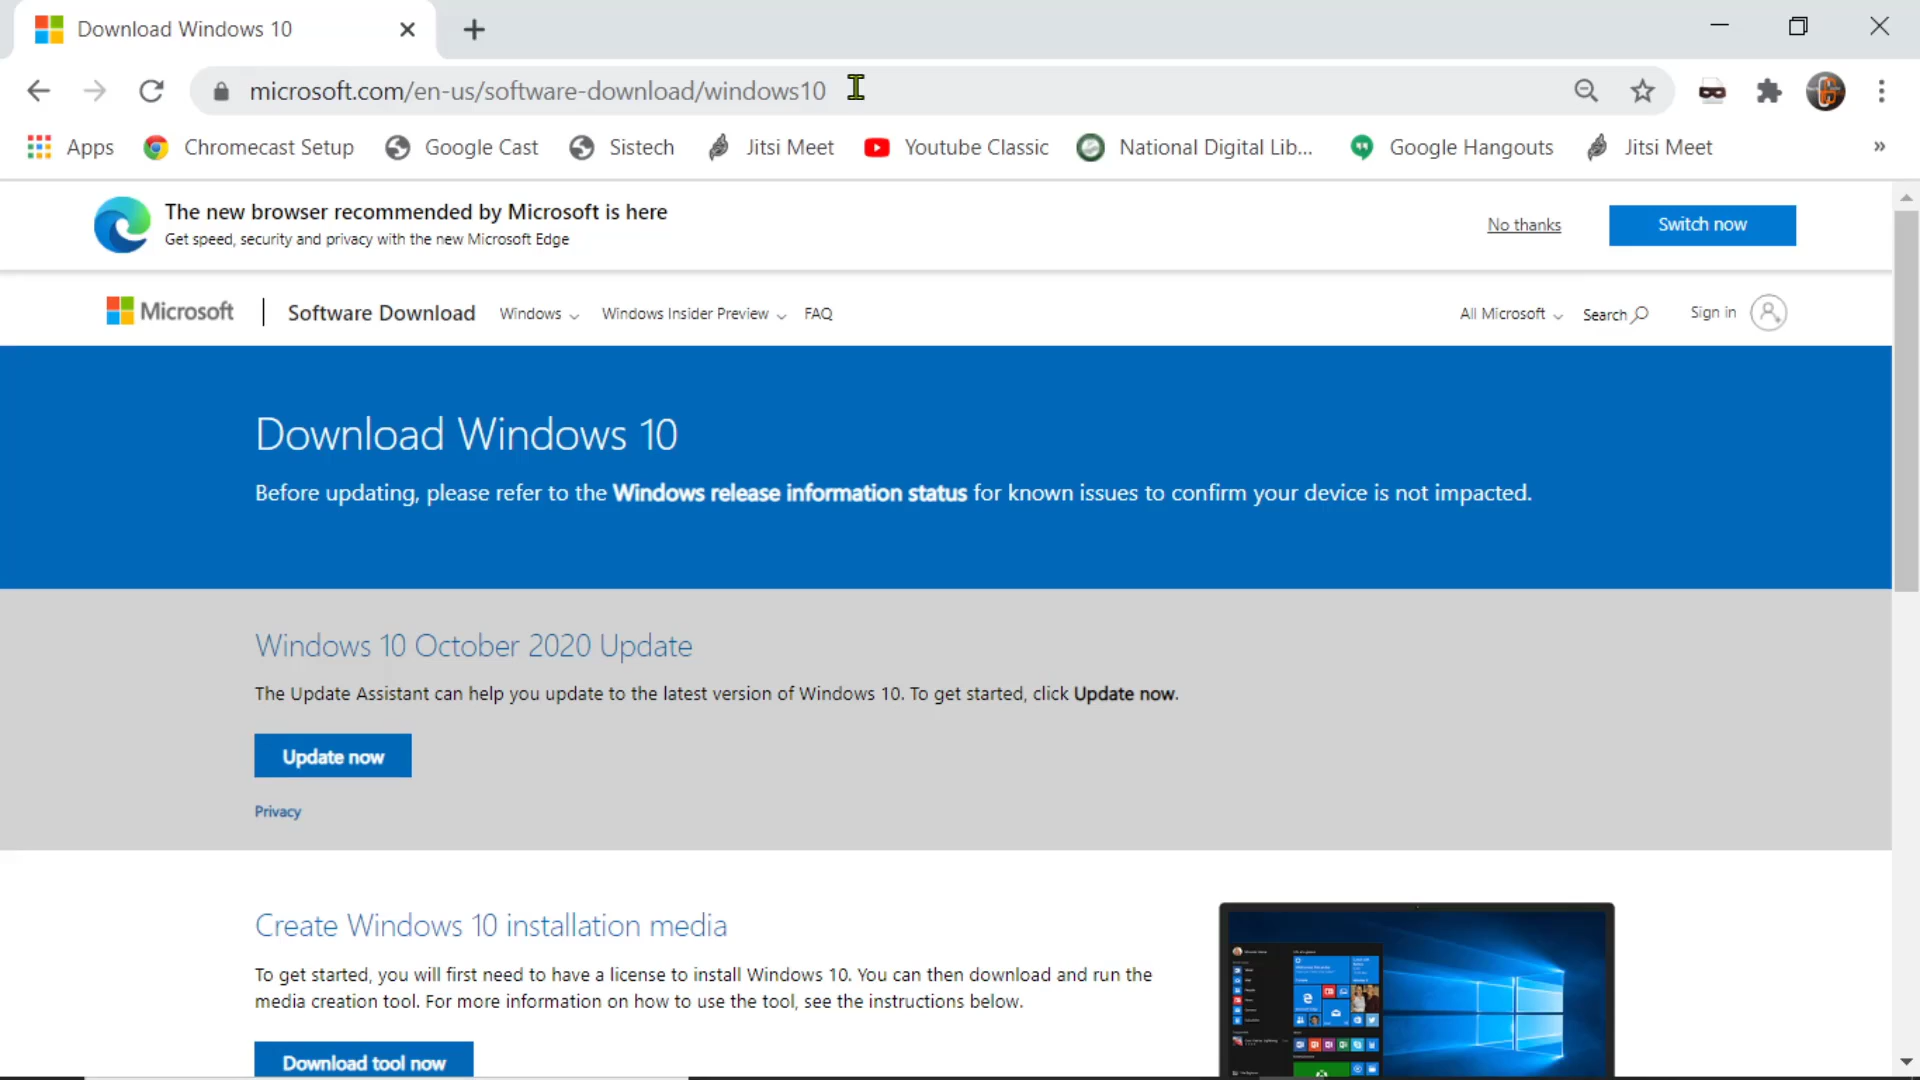 Download Windows 10
microsoft.com/en-us/software-download/windows10
Apps Chromecast Setup Google Cast Sistech Jitsi Meet Youtube Classic National Digital Lib... Google Hangouts Jitsi Meet »
The new browser recommended by Microsoft is here
Get speed, security and privacy with the new Microsoft Edge
No thanks Switch now
Microsoft Software Download Windows Windows Insider Preview FAQ All Microsoft Search Sign in
Download Windows 10
Before updating, please refer to the Windows release information status for known issues to confirm your device is not impacted.
Windows 10 October 2020 Update
The Update Assistant can help you update to the latest version of Windows 10. To get started, click Update now.
Update now
Privacy
Create Windows 10 installation media
To get started, you will first need to have a license to install Windows 10. You can then download and run the
media creation tool. For more information on how to use the tool, see the instructions below.
Download tool now